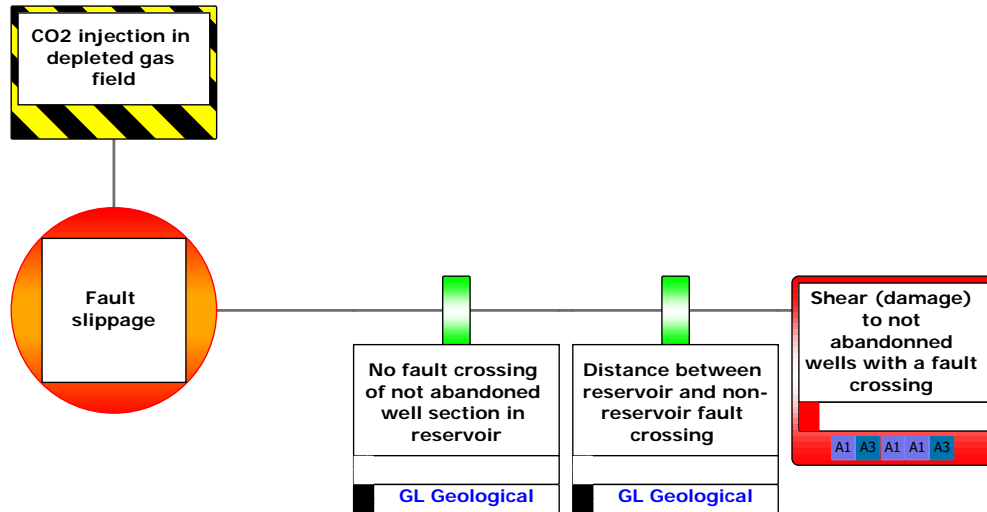 CO2 injection in
depleted gas
field
Fault
slippage
No fault crossing
of not abandoned
well section in
reservoir
GL Geological
Distance between
reservoir and non-
reservoir fault
crossing
GL Geological
Shear (damage)
to not
abandonned
wells with a fault
crossing
A1 A3 A1 A1 A3